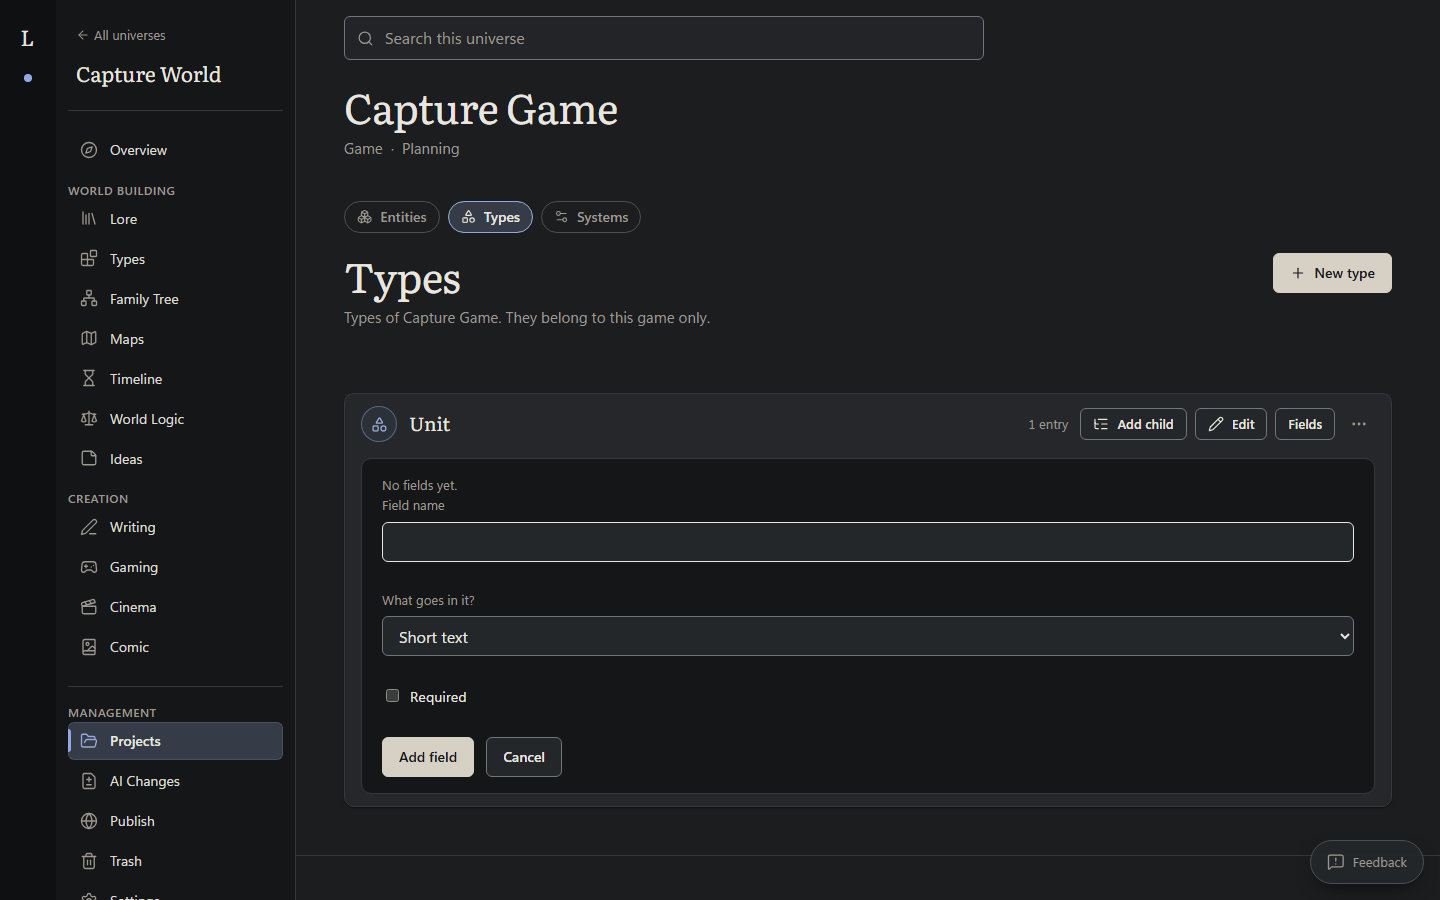 L
← All universes
Capture World
Overview
WORLD BUILDING
Lore
Types
Family Tree
Maps
Timeline
World Logic
Ideas
CREATION
Writing
Gaming
Cinema
Comic
MANAGEMENT
Projects
AI Changes
Publish
Trash
Settings
Search this universe
Capture Game
Game · Planning
Entities Types Systems
Types
+ New type
Types of Capture Game. They belong to this game only.
Unit
1 entry Add child Edit Fields ···
No fields yet.
Field name
What goes in it?
Short text
Required
Add field Cancel
Feedback